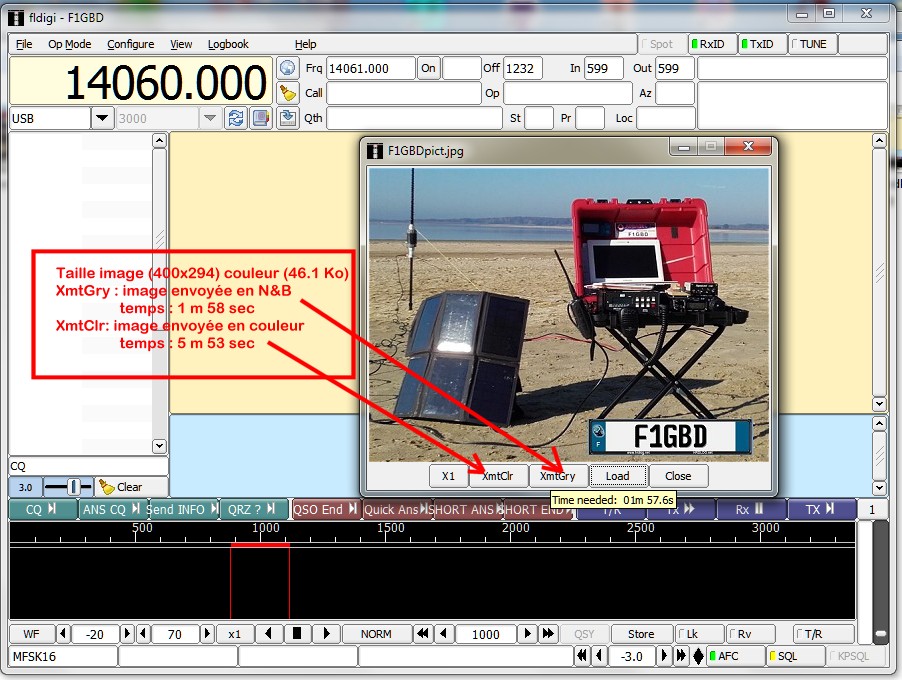 fldigi - F1GBD
File Op Mode Configure View Logbook Help Spot RxID TxID TUNE
14060.000
Frq 14061.000 On Off 1232 In 599 Out 599
Call Op Az
USB 3000 Qth St Pr Loc
F1GBDpict.jpg
F1GBD
Taille image (400x294) couleur (46.1 Ko)
XmtGry : image envoyée en N&B
temps : 1 m 58 sec
XmtClr: image envoyée en couleur
temps : 5 m 53 sec
F
F1GBD
X1 XmtClr XmtGry Load Close
Time needed: 01m 57.6s
CQ
3.0 Clear
CQ ANS CQ Send INFO QRZ ? QSO End Quick Ans SHORT ANS SHORT END T/R TX Rx TX 1
500 1000 1500 2000 2500 3000
WF -20 70 x1 NORM 1000 QSY Store Lk Rv T/R
MFSK16 -3.0 AFC SQL KPSQL